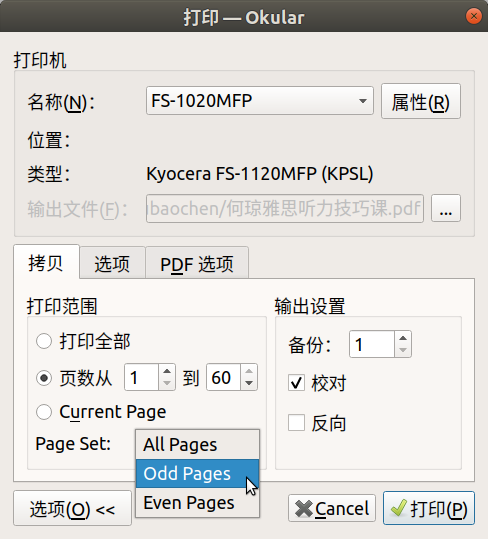 打印 — Okular
打印机
名称(N)： FS-1020MFP 属性(R)
位置：
类型： Kyocera FS-1120MFP (KPSL)
输出文件(F)： baochen/何琼雅思听力技巧课.pdf ...
拷贝 选项 PDF 选项
打印范围
打印全部
页数从 1 到 60
Current Page
Page Set:
All Pages
Odd Pages
Even Pages
输出设置
备份： 1
校对
反向
选项(O) << Cancel 打印(P)